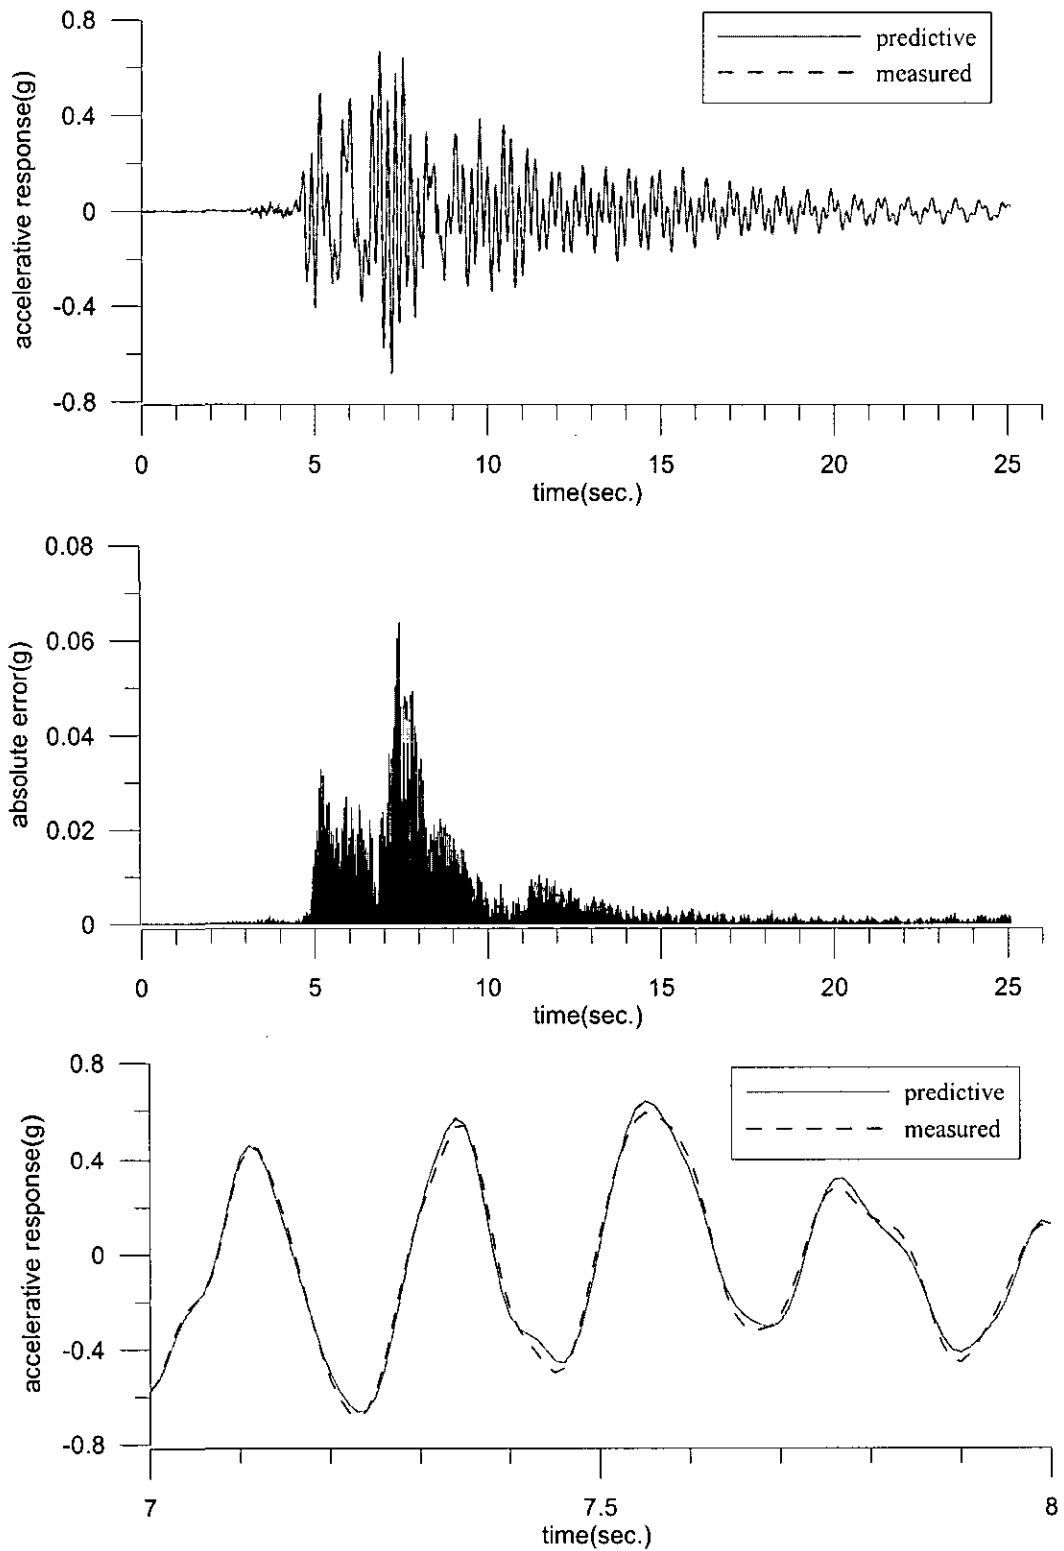 0.8
0.4
0
-0.4
-0.8
accelerative response(g)
predictive
measured
0 5 10 15 20 25
time(sec.)
0.08
0.06
0.04
0.02
0
absolute error(g)
0 5 10 15 20 25
time(sec.)
0.8
0.4
0
-0.4
-0.8
accelerative response(g)
predictive
measured
7 7.5 8
time(sec.)